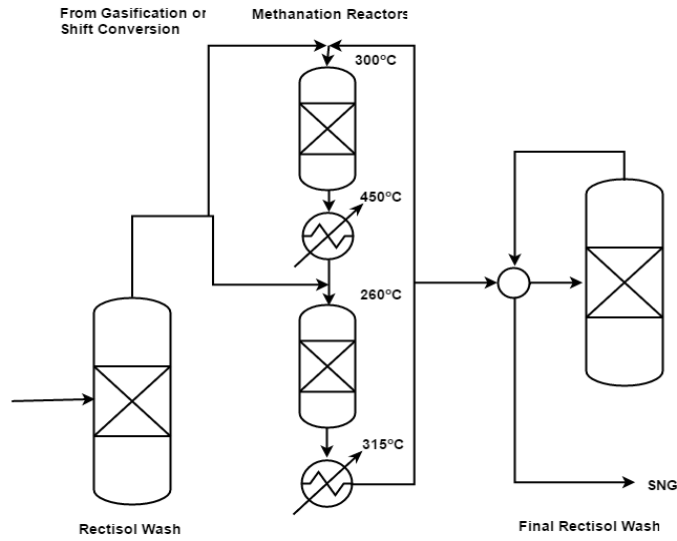 From Gasification or
Shift Conversion
Methanation Reactors
300°C
450°C
260°C
315°C
SNG
Rectisol Wash
Final Rectisol Wash